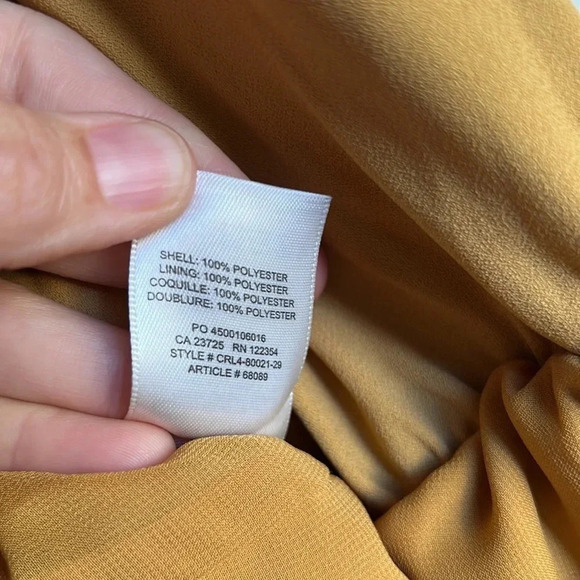 SHELL: 100% POLYESTER
LINING: 100% POLYESTER
COQUILLE: 100% POLYESTER
DOUBLURE: 100% POLYESTER
PO 4500106016
CA 23725 RN 122354
STYLE # CRL4-80021-29
ARTICLE # 68089